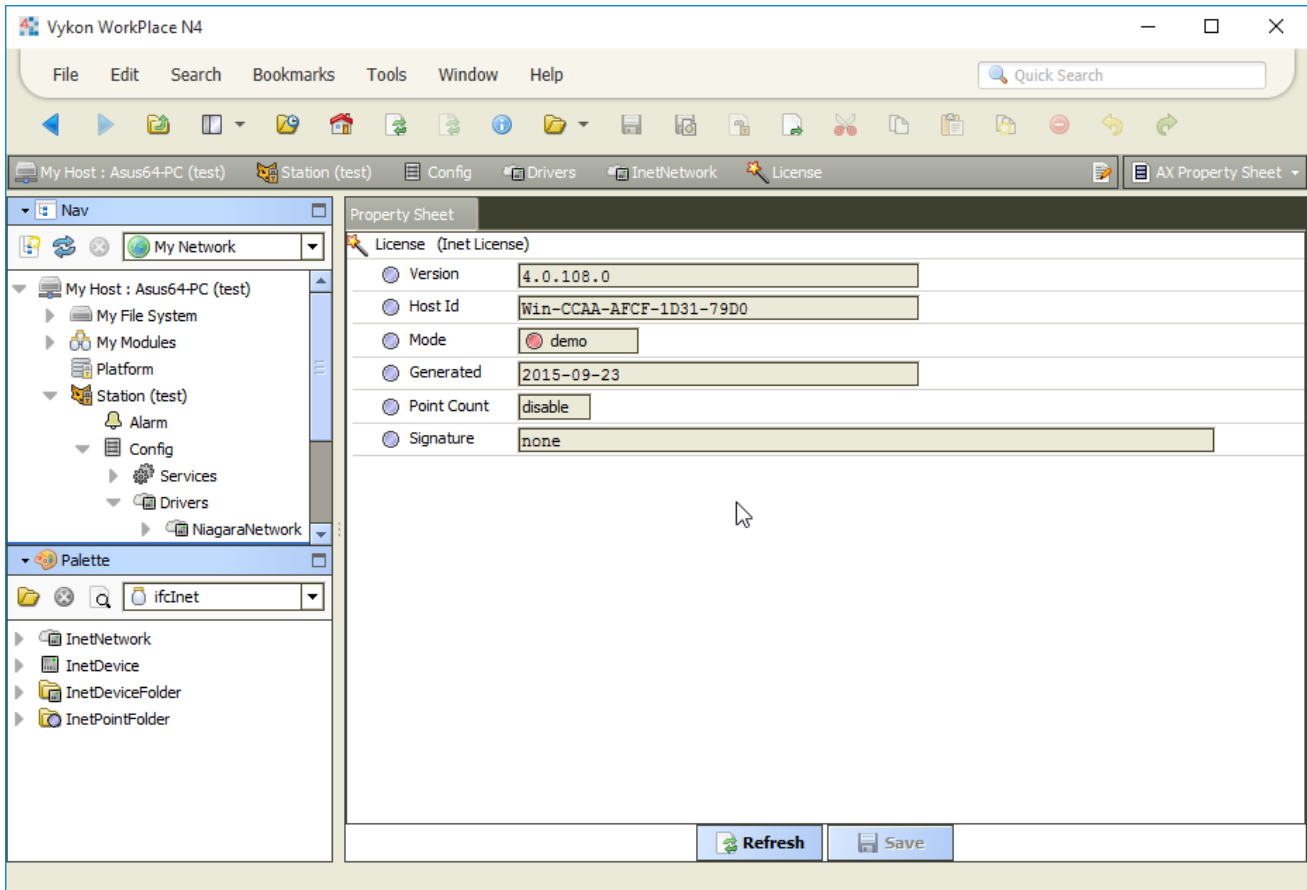 Vykon WorkPlace N4
File Edit Search Bookmarks Tools Window Help Quick Search
My Host : Asus64-PC (test) Station (test) Config Drivers InetNetwork License AX Property Sheet
Nav
My Network
My Host : Asus64-PC (test)
My File System
My Modules
Platform
Station (test)
Alarm
Config
Services
Drivers
NiagaraNetwork
Palette
ifcInet
InetNetwork
InetDevice
InetDeviceFolder
InetPointFolder
Property Sheet
License (Inet License)
Version 4.0.108.0
Host Id Win-CCAA-AFCF-1D31-79D0
Mode demo
Generated 2015-09-23
Point Count disable
Signature none
Refresh Save